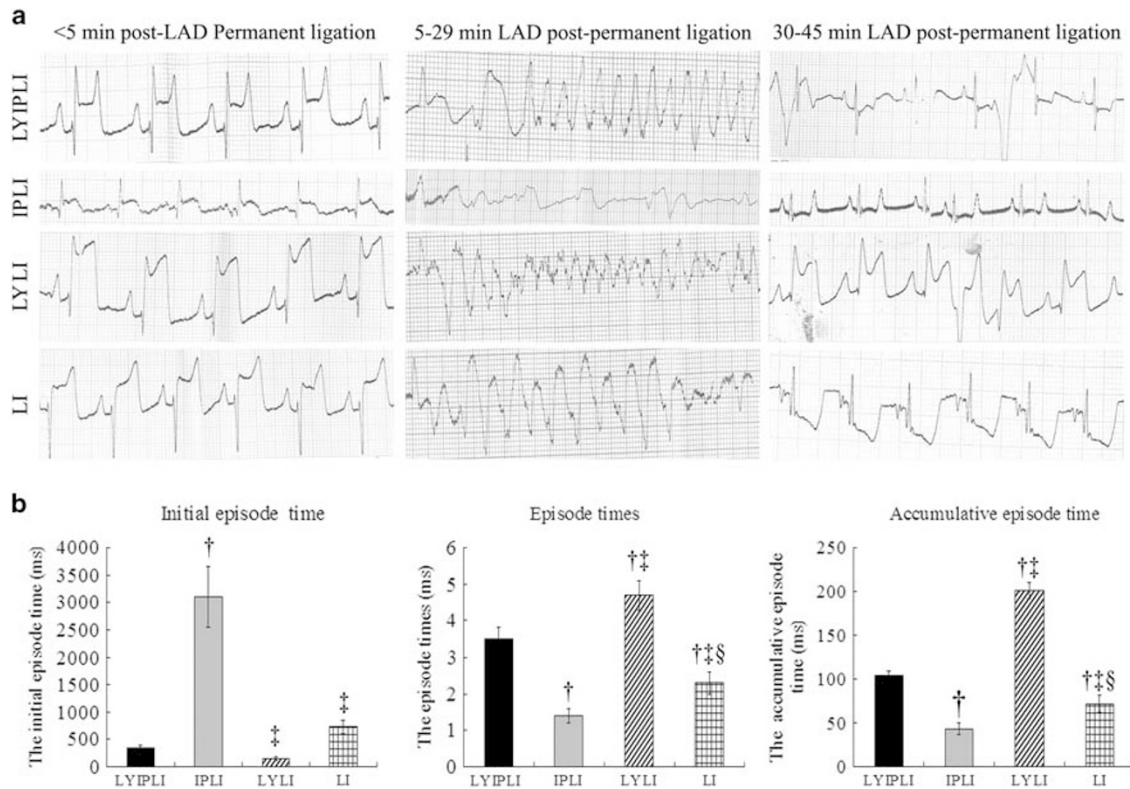 a
<5 min post-LAD Permanent ligation
5-29 min LAD post-permanent ligation
30-45 min LAD post-permanent ligation
LYIPLI
IPLI
LYLI
LI
b
Initial episode time
The initial episode time (ms)
4000
3500
3000
2500
2000
1500
1000
500
0
†
‡
‡
LYIPLI IPLI LYLI LI
Episode times
The episode times (ms)
6
5
4
3
2
1
0
†
†‡
†‡§
LYIPLI IPLI LYLI LI
Accumulative episode time
The accumulative episode
time (ms)
250
200
150
100
50
0
†
†‡
†‡§
LYIPLI IPLI LYLI LI